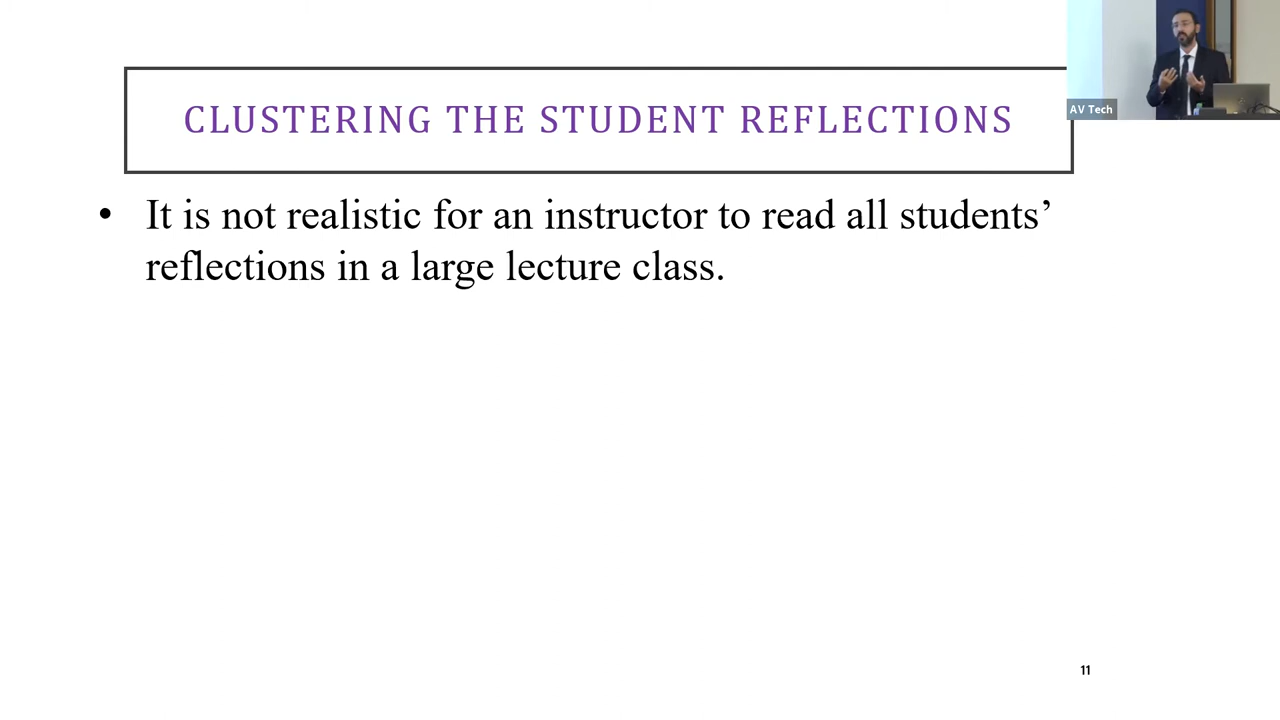 CLUSTERING THE STUDENT REFLECTIONS
AV Tech
• It is not realistic for an instructor to read all students’
reflections in a large lecture class.
11